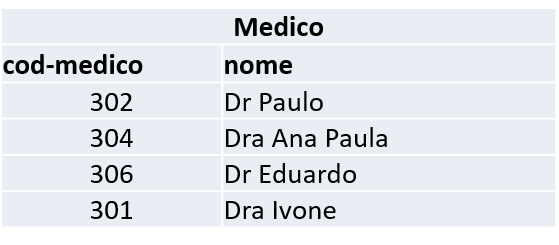 Medico
cod-medico nome
302 Dr Paulo
304 Dra Ana Paula
306 Dr Eduardo
301 Dra Ivone